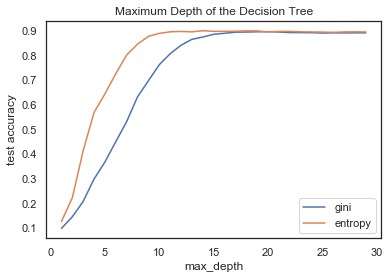 Maximum Depth of the Decision Tree
test accuracy
0.9
0.8
0.7
0.6
0.5
0.4
0.3
0.2
0.1
gini
entropy
0 5 10 15 20 25 30
max_depth